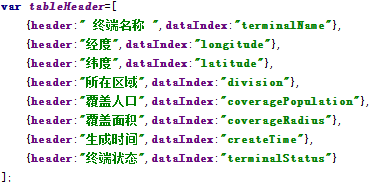 var tableHeader=[
    {header:" 终端名称 ",dataIndex:"terminalName"},
    {header:"经度",dataIndex:"longitude"},
    {header:"纬度",dataIndex:"latitude"},
    {header:"所在区域",dataIndex:"division"},
    {header:"覆盖人口",dataIndex:"coveragePopulation"},
    {header:"覆盖面积",dataIndex:"coverageRadius"},
    {header:"生成时间",dataIndex:"createTime"},
    {header:"终端状态",dataIndex:"terminalStatus"}
];